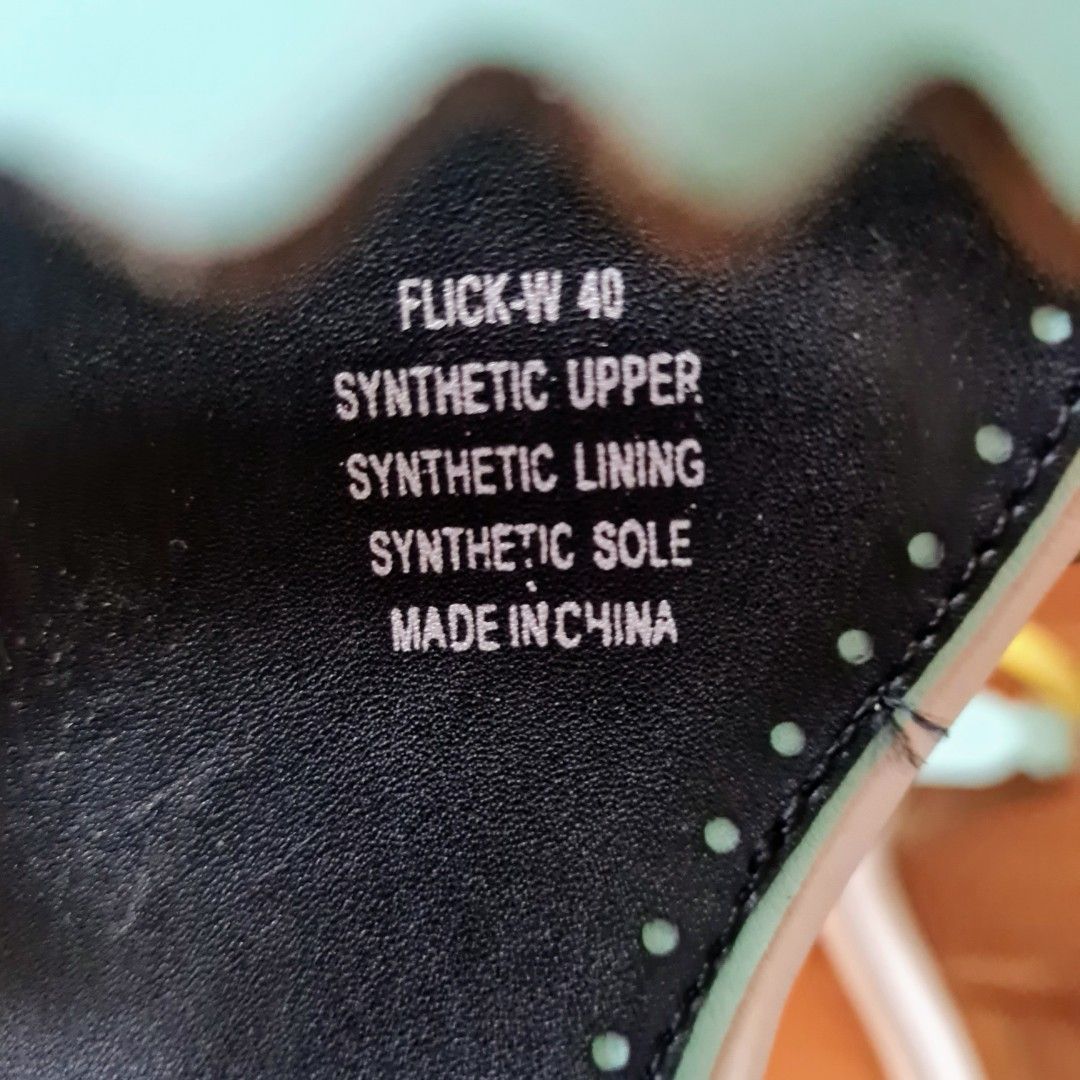 FLICK-W 40
SYNTHETIC UPPER
SYNTHETIC LINING
SYNTHETIC SOLE
MADE IN CHINA